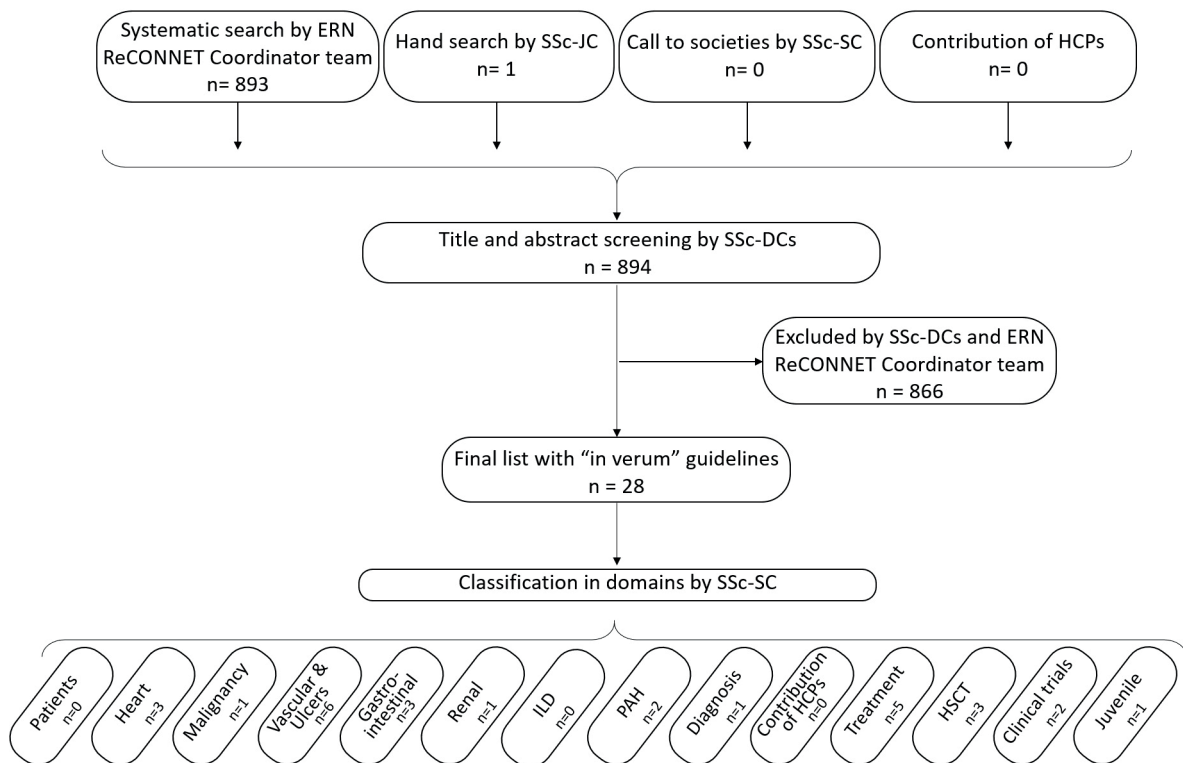 Systematic search by ERN
ReCONNET Coordinator team
n= 893
Hand search by SSc-JC
n= 1
Call to societies by SSc-SC
n= 0
Contribution of HCPs
n= 0
Title and abstract screening by SSc-DCs
n = 894
Excluded by SSc-DCs and ERN
ReCONNET Coordinator team
n = 866
Final list with “in verum” guidelines
n = 28
Classification in domains by SSc-SC
Patients
n=0
Heart
n=3
Malignancy
n=1
Vascular &
Ulcers
n=6
Gastro-
intestinal
n=3
Renal
n=1
ILD
n=0
PAH
n=2
Diagnosis
n=1
Contribution
of HCPs
n=0
Treatment
n=5
HSCT
n=3
Clinical trials
n=2
Juvenile
n=1